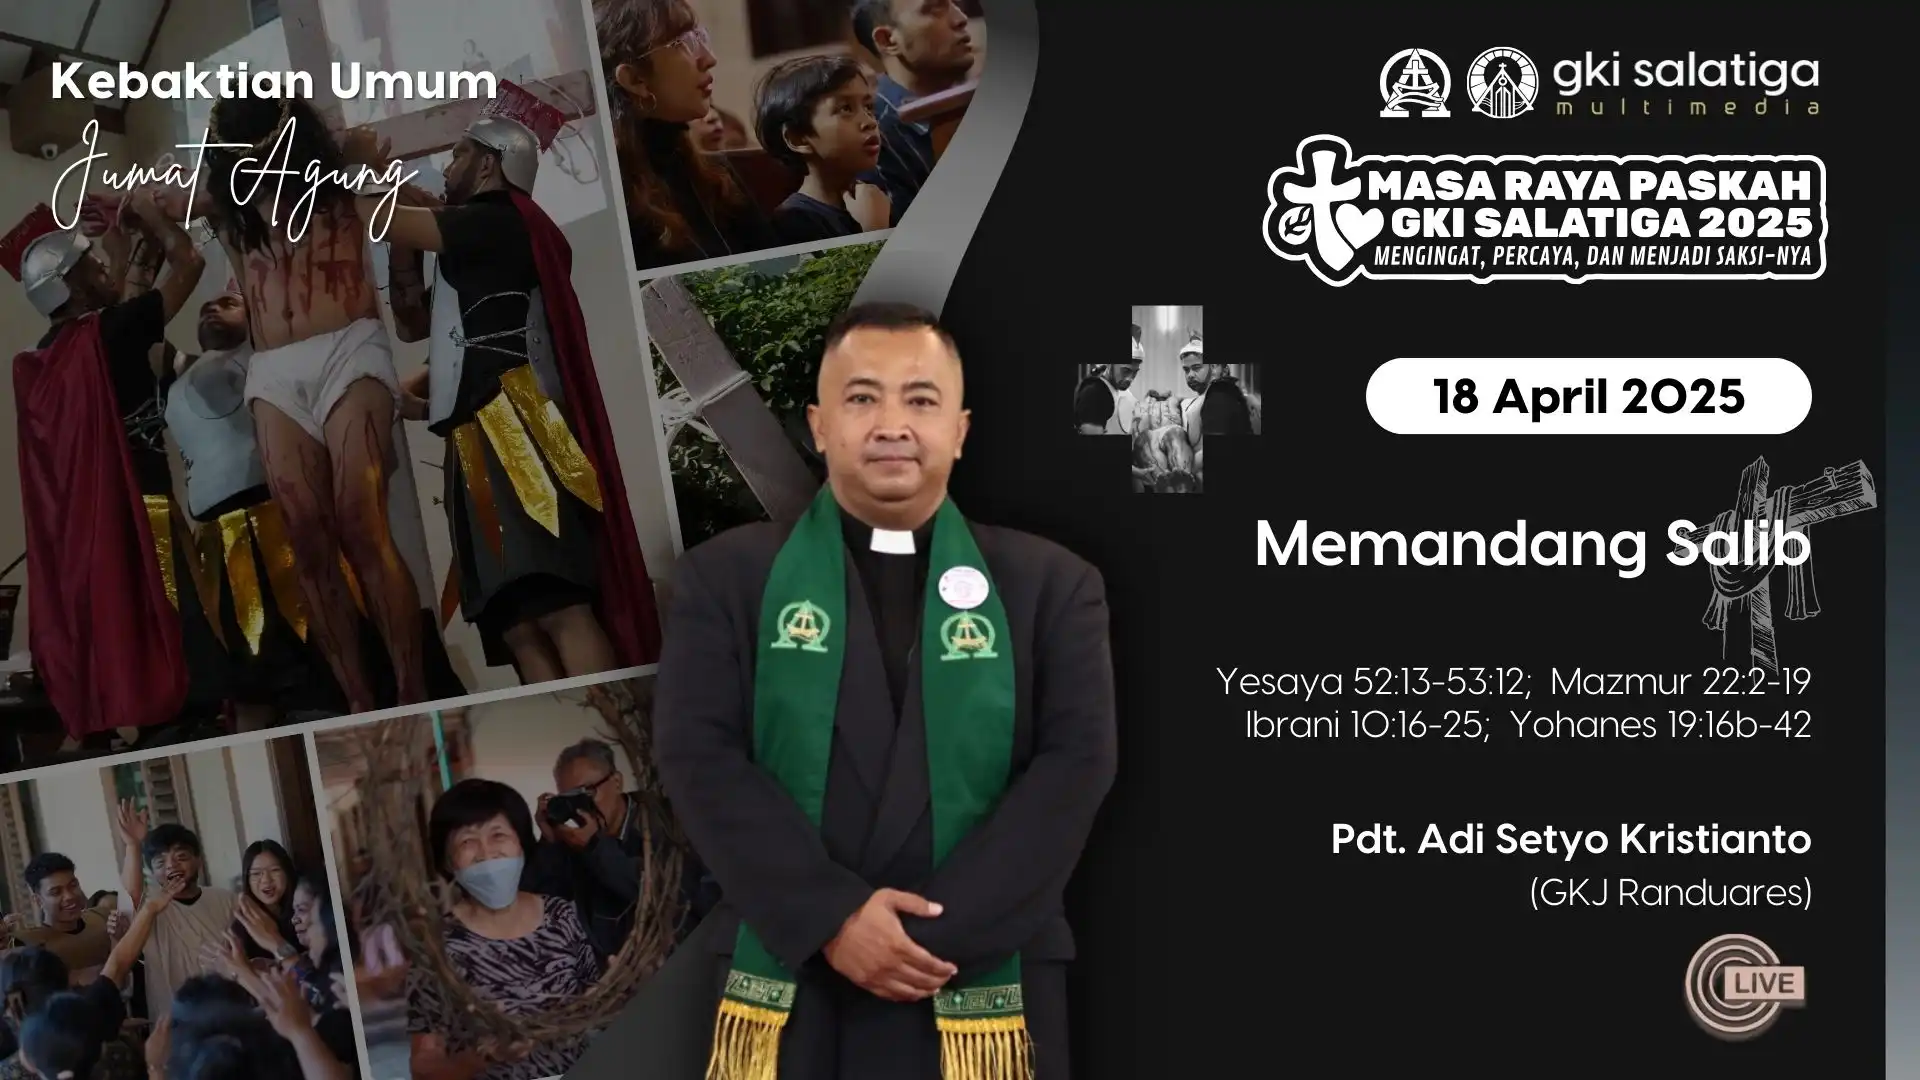 Kebaktian Umum
Jumat Agung
gki salatiga
multimedia
MASA RAYA PASKAH
GKI SALATIGA 2025
MENGINGAT, PERCAYA, DAN MENJADI SAKSI-NYA
18 April 2025
Memandang Salib
Yesaya 52:13-53:12; Mazmur 22:2-19
Ibrani 10:16-25; Yohanes 19:16b-42
Pdt. Adi Setyo Kristianto
(GKJ Randuares)
LIVE